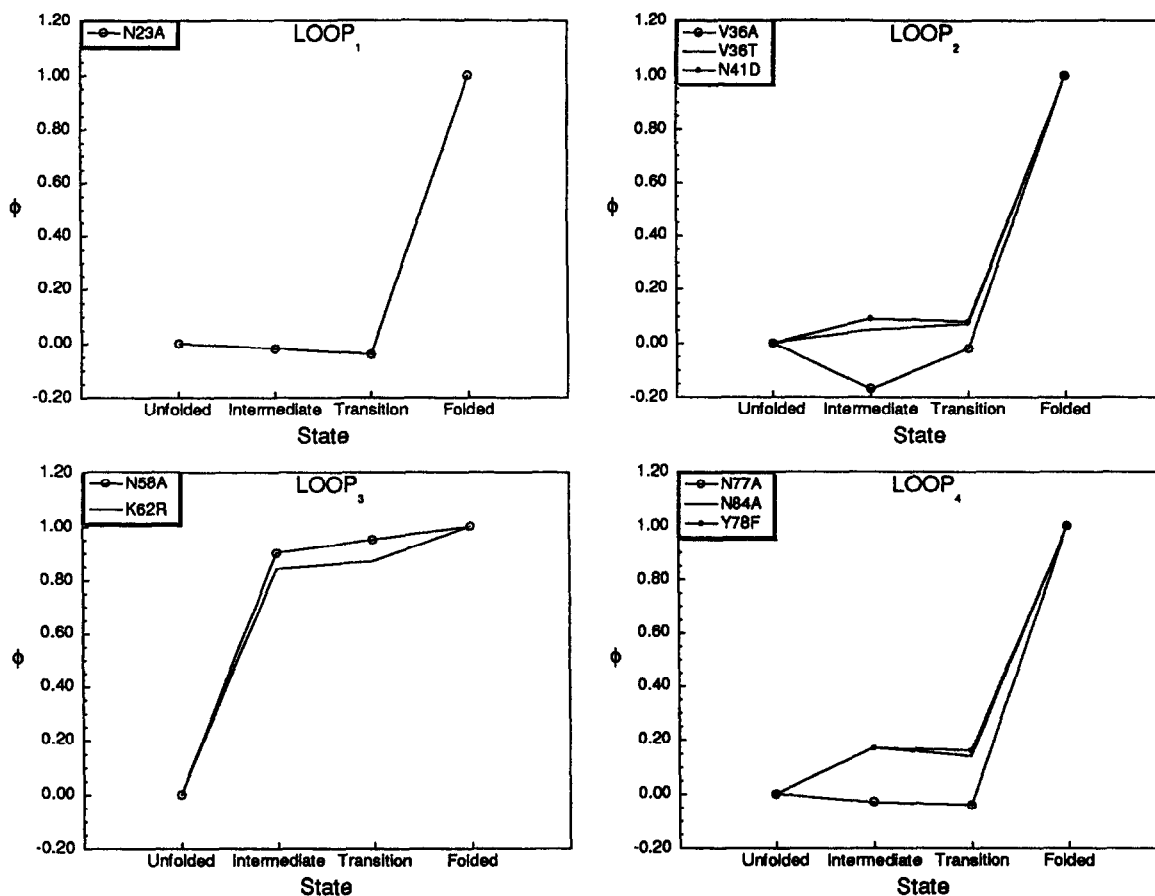 LOOP1
N23A
1.20
1.00
0.80
0.60
0.40
0.20
0.00
-0.20
ϕ
Unfolded Intermediate Transition Folded
State
LOOP2
V36A
V36T
N41D
1.20
1.00
0.80
0.60
0.40
0.20
0.00
-0.20
ϕ
Unfolded Intermediate Transition Folded
State
LOOP3
N58A
K62R
1.20
1.00
0.80
0.60
0.40
0.20
0.00
-0.20
ϕ
Unfolded Intermediate Transition Folded
State
LOOP4
N77A
N84A
Y78F
1.20
1.00
0.80
0.60
0.40
0.20
0.00
-0.20
ϕ
Unfolded Intermediate Transition Folded
State